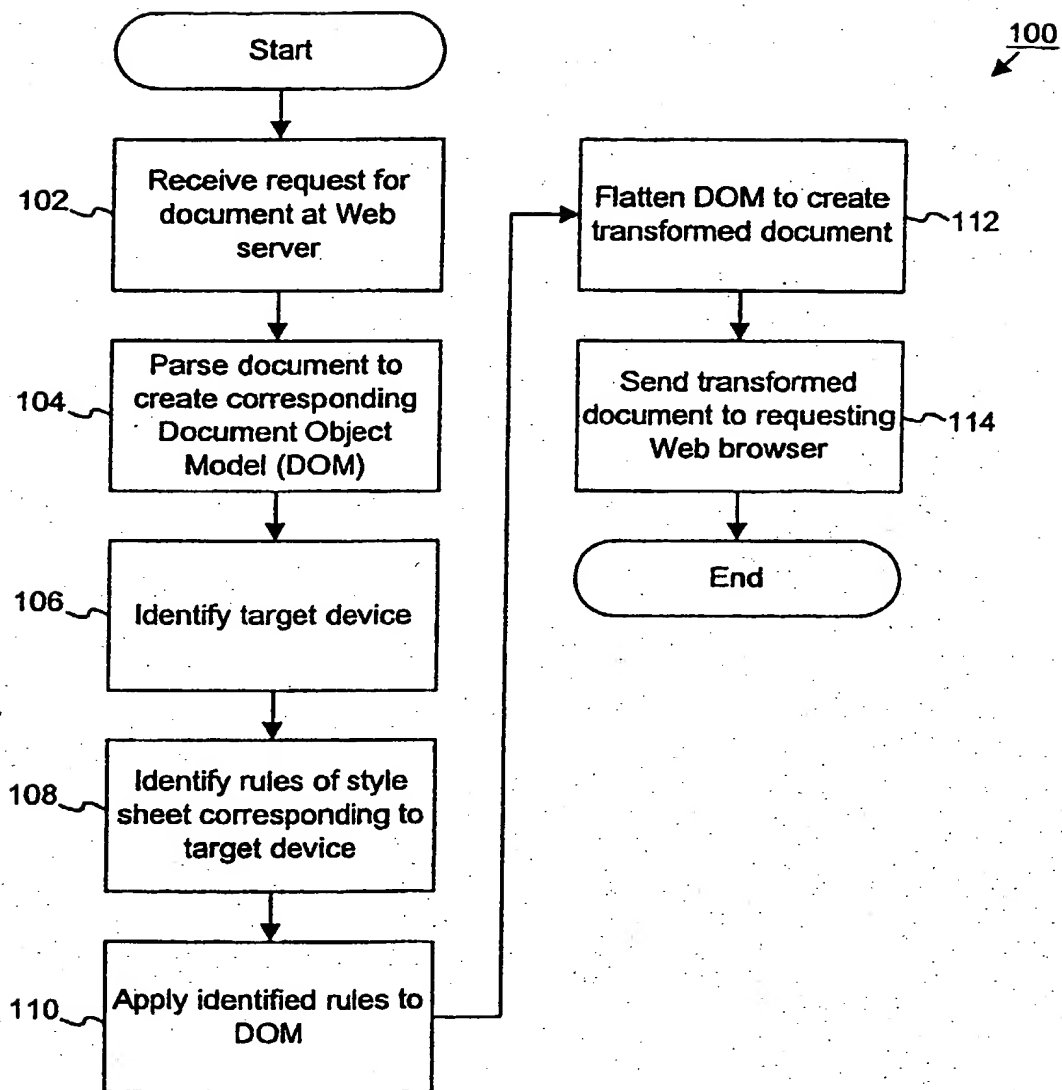 100
Start
102
Receive request for
document at Web
server
104
Parse document to
create corresponding
Document Object
Model (DOM)
106
Identify target device
108
Identify rules of style
sheet corresponding to
target device
110
Apply identified rules to
DOM
Flatten DOM to create
transformed document
112
Send transformed
document to requesting
Web browser
114
End